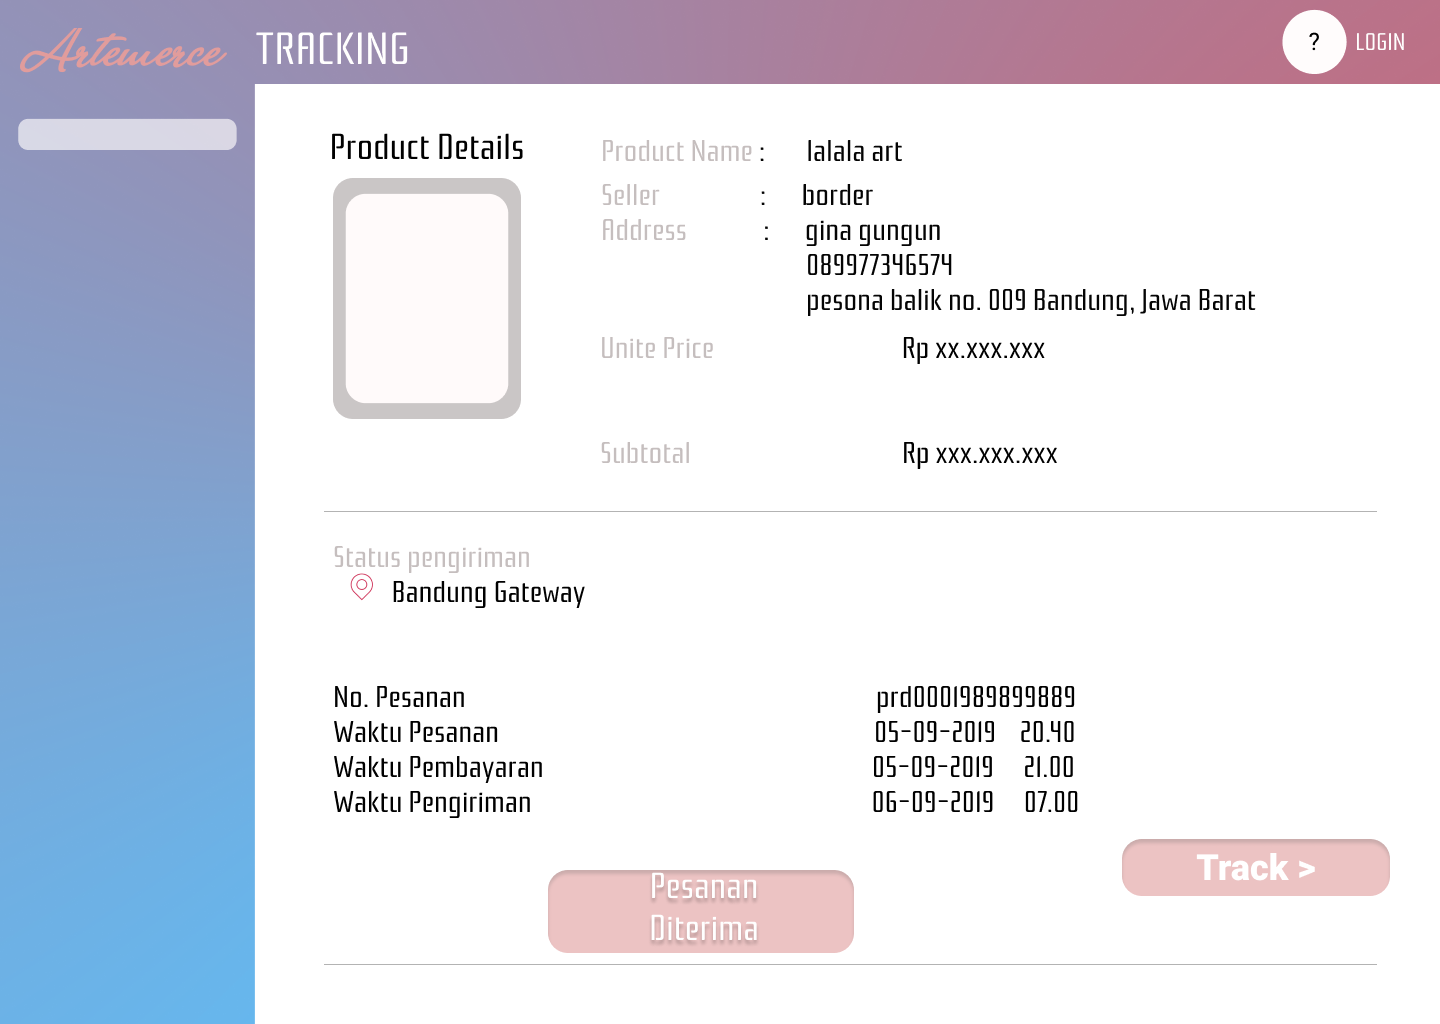 Artemerce
TRACKING
?
LOGIN
Product Details
Product Name : lalala art
Seller : border
Address : gina gungun
089977346574
pesona balik no. 009 Bandung, Jawa Barat
Unite Price Rp xx.xxx.xxx
Subtotal Rp xxx.xxx.xxx
Status pengiriman
Bandung Gateway
No. Pesanan prd0001989899889
Waktu Pesanan 05-09-2019 20.40
Waktu Pembayaran 05-09-2019 21.00
Waktu Pengiriman 06-09-2019 07.00
Track >
Pesanan
Diterima